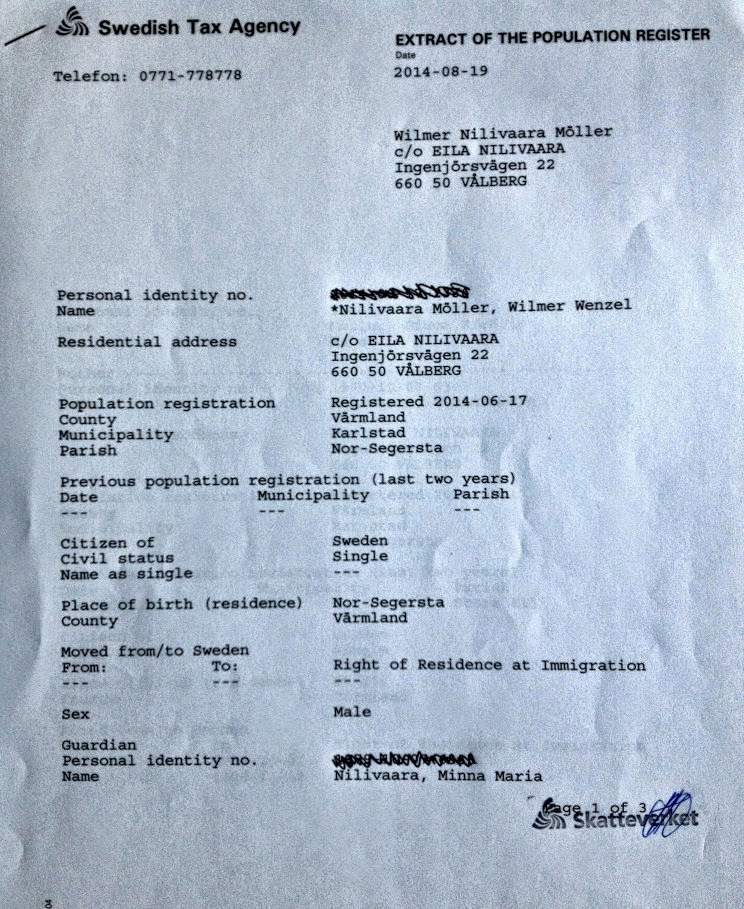 Swedish Tax Agency
EXTRACT OF THE POPULATION REGISTER
Date
Telefon: 0771-778778
2014-08-19
Wilmer Nilivaara Möller
c/o EILA NILIVAARA
Ingenjörsvägen 22
660 50 VÅLBERG
Personal identity no.
Name *Nilivaara Möller, Wilmer Wenzel
Residential address c/o EILA NILIVAARA
Ingenjörsvägen 22
660 50 VÅLBERG
Population registration Registered 2014-06-17
County Värmland
Municipality Karlstad
Parish Nor-Segersta
Previous population registration (last two years)
Date Municipality Parish
--- --- ---
Citizen of Sweden
Civil status Single
Name as single ---
Place of birth (residence) Nor-Segersta
County Värmland
Moved from/to Sweden
From: To: Right of Residence at Immigration
--- --- ---
Sex Male
Guardian
Personal identity no.
Name Nilivaara, Minna Maria
Page 1 of 3
Skatteverket